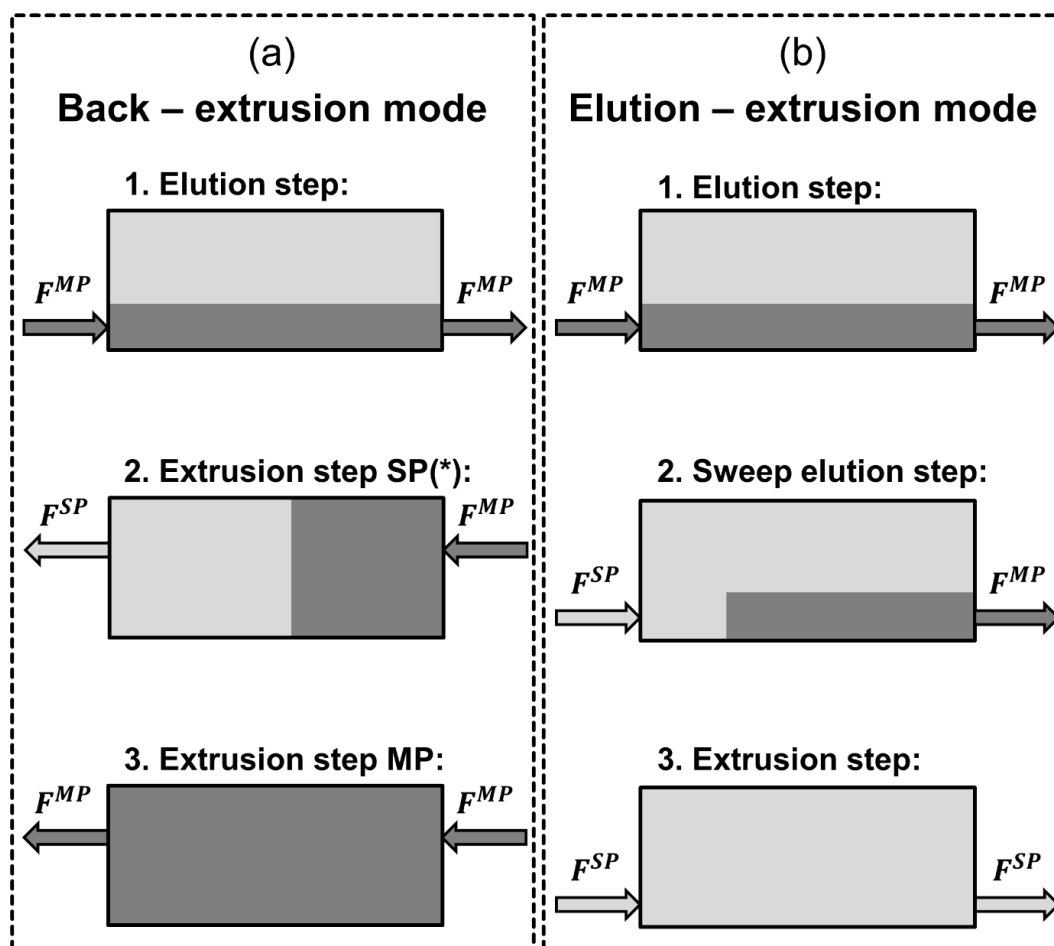 (a)
Back – extrusion mode
1. Elution step:
F^MP
F^MP
2. Extrusion step SP(*):
F^SP
F^MP
3. Extrusion step MP:
F^MP
F^MP
(b)
Elution – extrusion mode
1. Elution step:
F^MP
F^MP
2. Sweep elution step:
F^SP
F^MP
3. Extrusion step:
F^SP
F^SP